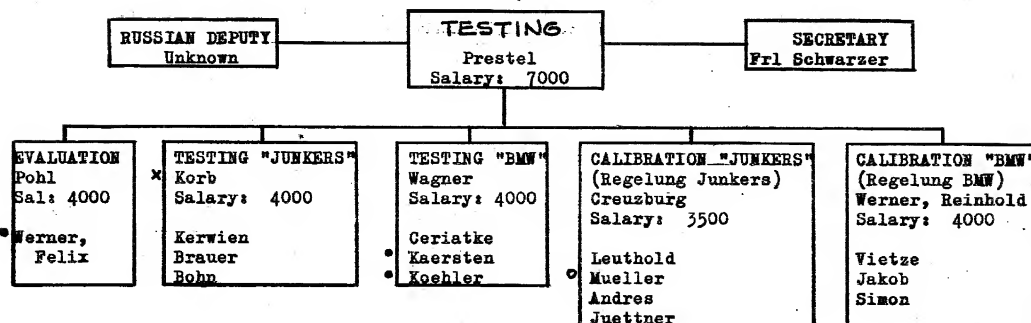 TESTING
Prestel
Salary: 7000
RUSSIAN DEPUTY
Unknown
SECRETARY
Frl Schwarzer
EVALUATION
Pohl
Sal: 4000
Werner,
Felix
TESTING "JUNKERS"
x Korb
Salary: 4000
Kerwien
Brauer
Bohn
TESTING "BMW"
Wagner
Salary: 4000
Ceriatke
Kaersten
Koehler
CALIBRATION "JUNKERS"
(Regelung Junkers)
Creuzburg
Salary: 3500
Leuthold
Mueller
Andres
Juettner
CALIBRATION "BMW"
(Regelung BMW)
Werner, Reinhold
Salary: 4000
Vietze
Jakob
Simon